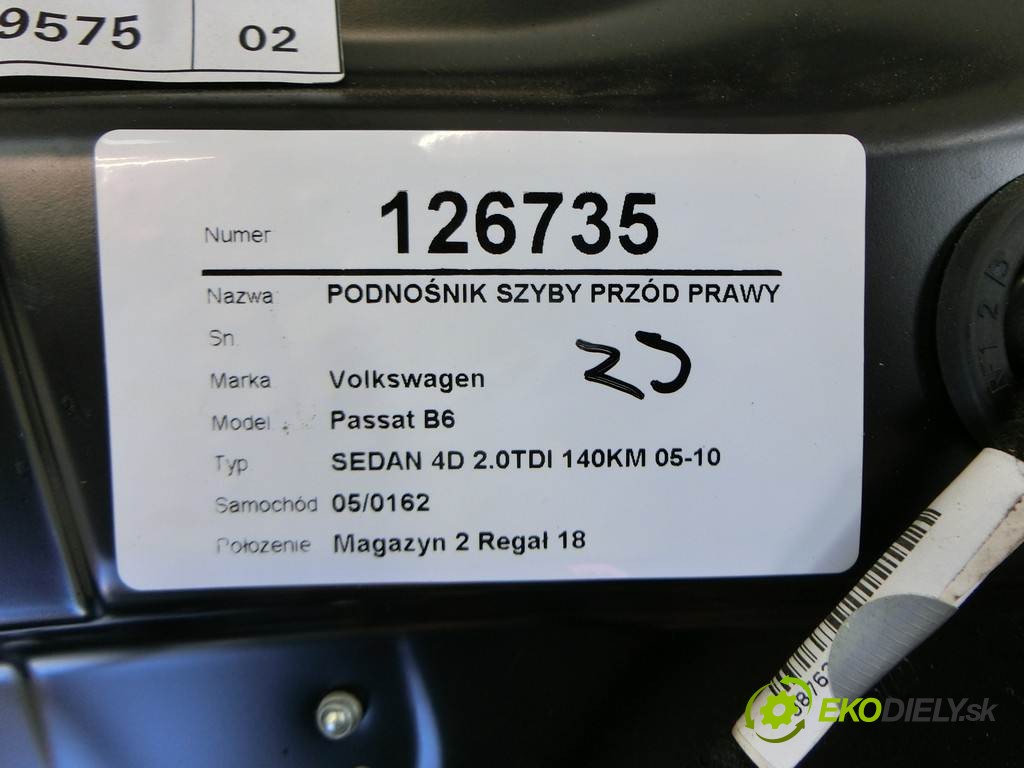 9575 02
Numer 126735
Nazwa PODNOŚNIK SZYBY PRZÓD PRAWY
Sn.
Marka Volkswagen
Model Passat B6
Typ SEDAN 4D 2.0TDI 140KM 05-10
Samochód 05/0162
Położenie Magazyn 2 Regał 18
EKODIELY.sk